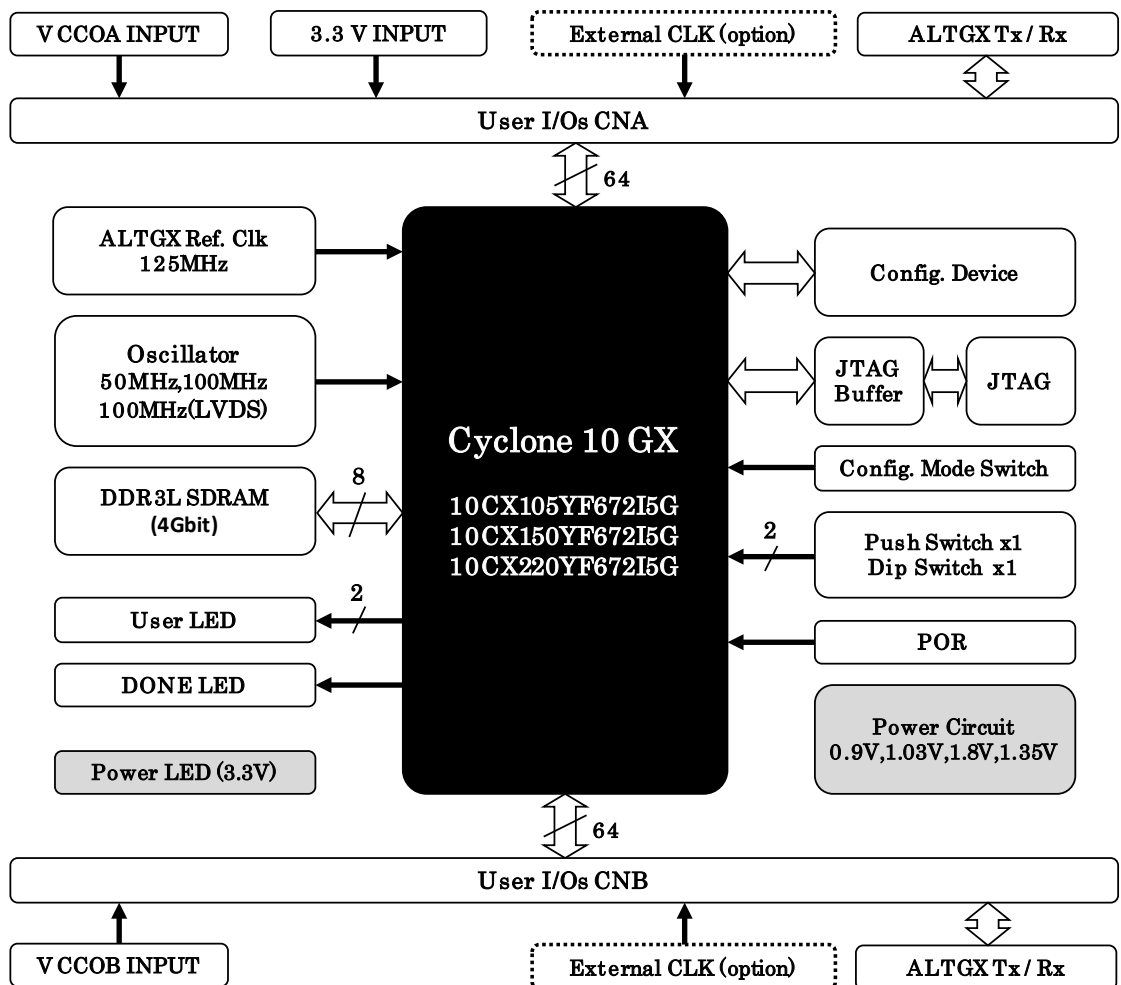 VCCOA INPUT
3.3 V INPUT
External CLK (option)
ALTGX Tx / Rx
User I/Os CNA
64
ALTGX Ref. Clk
125MHz
Config. Device
Oscillator
50MHz,100MHz
100MHz(LVDS)
JTAG
Buffer
JTAG
Cyclone 10 GX
10CX105YF672I5G
10CX150YF672I5G
10CX220YF672I5G
Config. Mode Switch
8
DDR3L SDRAM
(4Gbit)
2
Push Switch x1
Dip Switch x1
2
User LED
POR
DONE LED
Power Circuit
0.9V,1.03V,1.8V,1.35V
Power LED (3.3V)
64
User I/Os CNB
VCCOB INPUT
External CLK (option)
ALTGX Tx / Rx